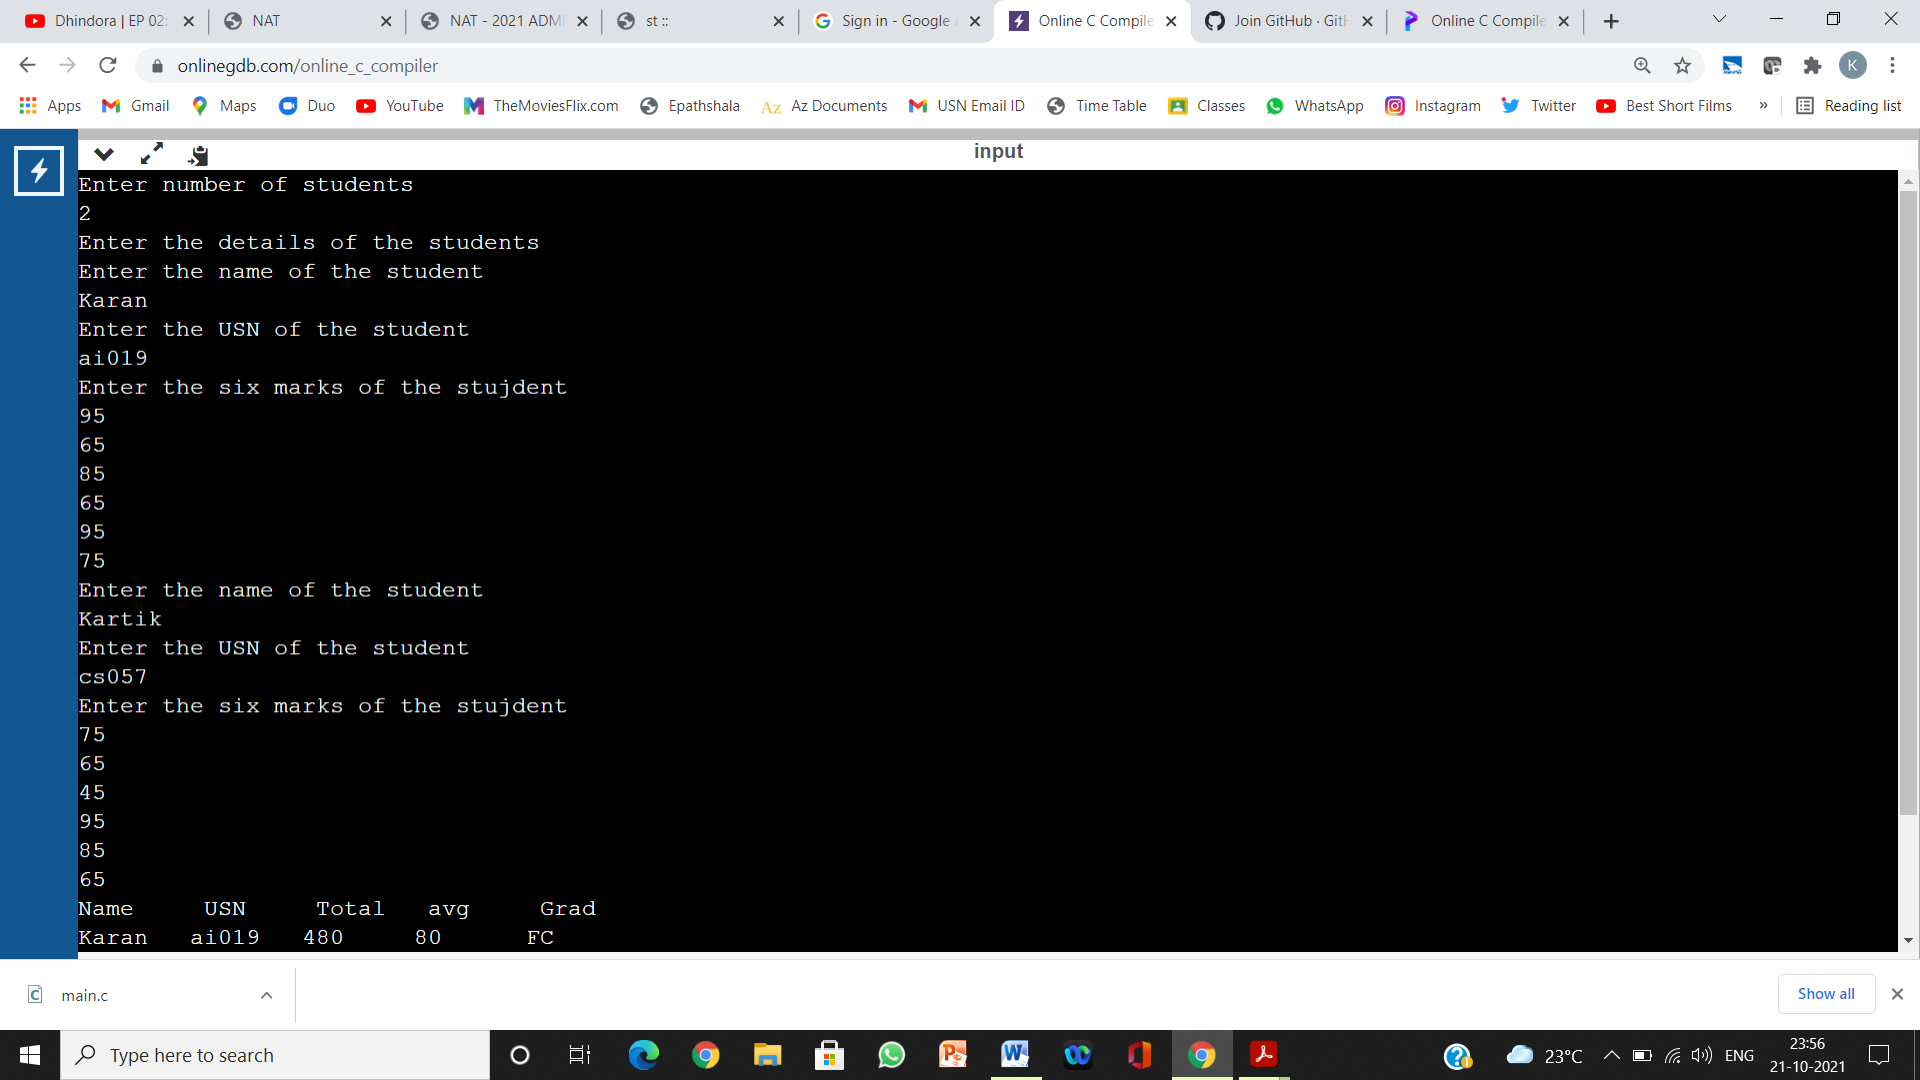 Dhindora | EP 02:
NAT
NAT - 2021 ADMI
st ::
Sign in - Google A
Online C Compile
Join GitHub · GitH
Online C Compile
onlinegdb.com/online_c_compiler
K
Apps Gmail Maps Duo YouTube TheMoviesFlix.com Epathshala Az Documents USN Email ID Time Table Classes WhatsApp Instagram Twitter Best Short Films » Reading list
input
Enter number of students
2
Enter the details of the students
Enter the name of the student
Karan
Enter the USN of the student
ai019
Enter the six marks of the stujdent
95
65
85
65
95
75
Enter the name of the student
Kartik
Enter the USN of the student
cs057
Enter the six marks of the stujdent
75
65
45
95
85
65
Name USN Total avg Grad
Karan ai019 480 80 FC
main.c
Show all
Type here to search
23°C
ENG
23:56
21-10-2021